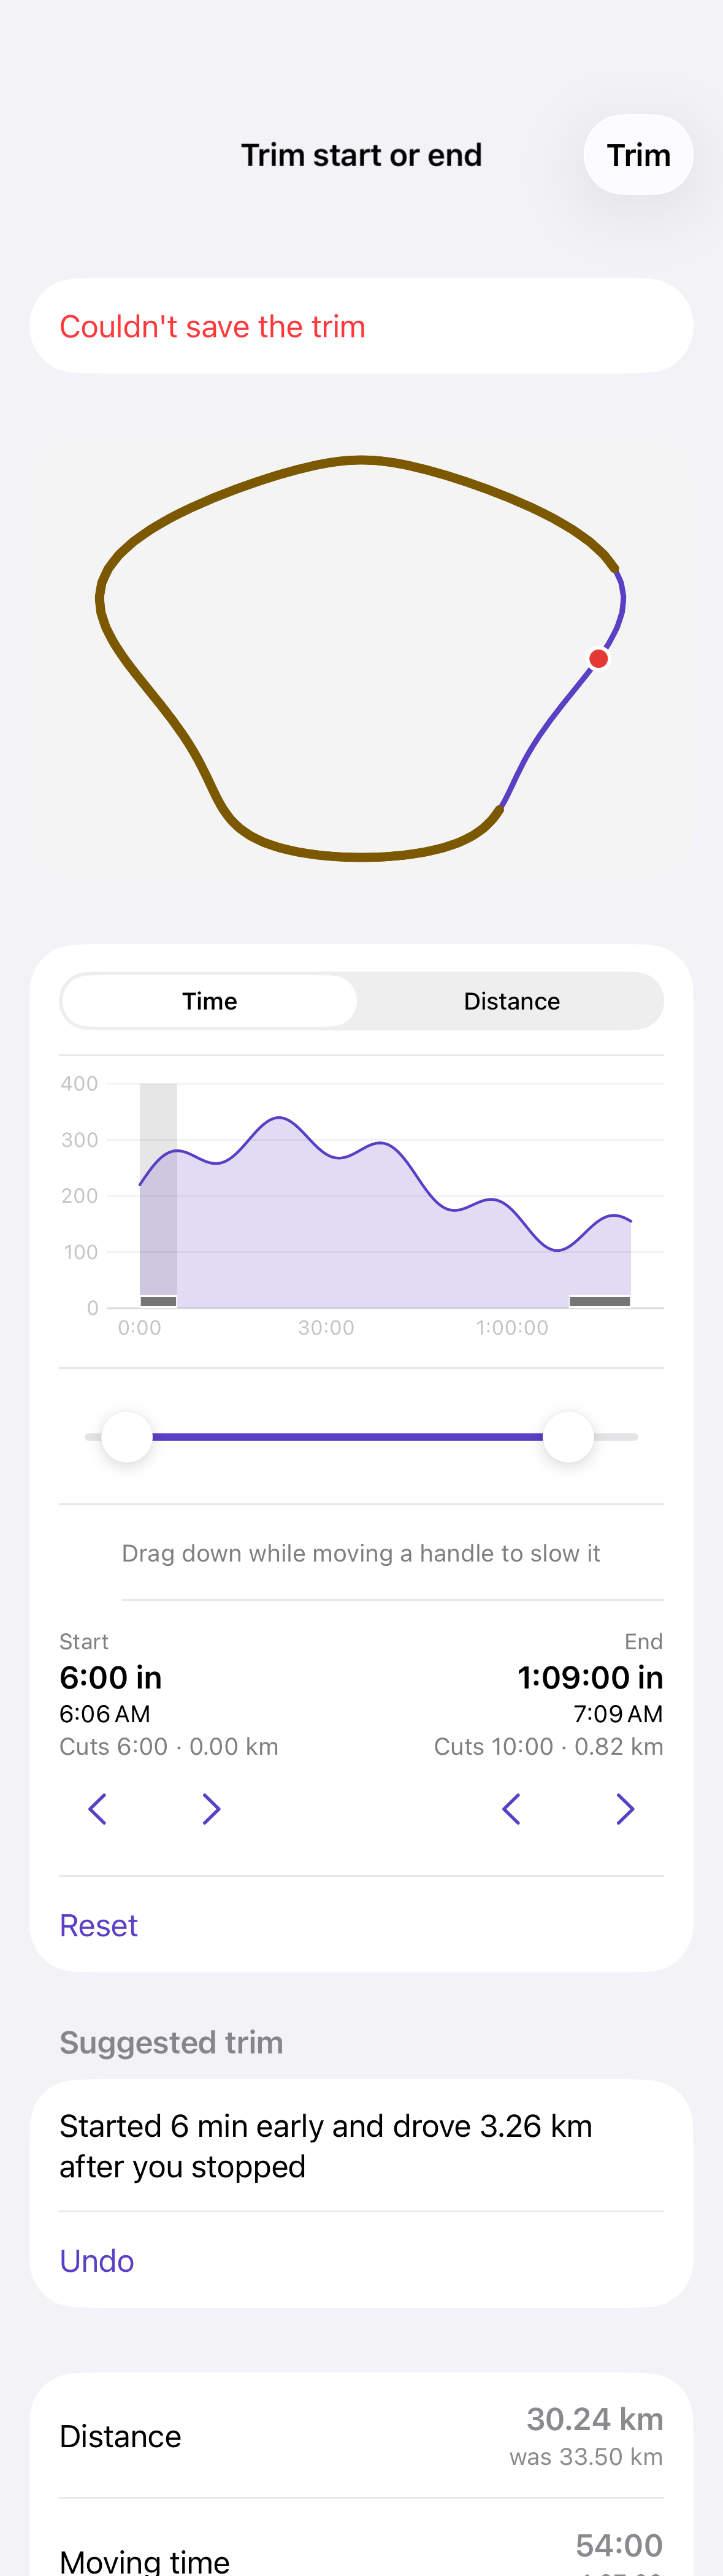 Trim start or end
Trim
Couldn't save the trim
Time
Distance
400
300
200
100
0
0:00
30:00
1:00:00
Drag down while moving a handle to slow it
Start
End
6:00 in
1:09:00 in
6:06 AM
7:09 AM
Cuts 6:00 · 0.00 km
Cuts 10:00 · 0.82 km
Reset
Suggested trim
Started 6 min early and drove 3.26 km
after you stopped
Undo
Distance
30.24 km
was 33.50 km
Moving time
54:00